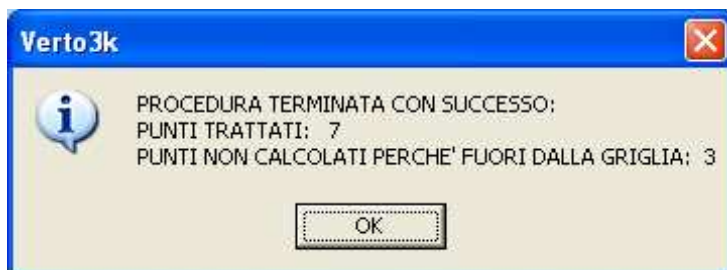 Verto3k
PROCEDURA TERMINATA CON SUCCESSO:
PUNTI TRATTATI: 7
PUNTI NON CALCOLATI PERCHE' FUORI DALLA GRIGLIA: 3
OK